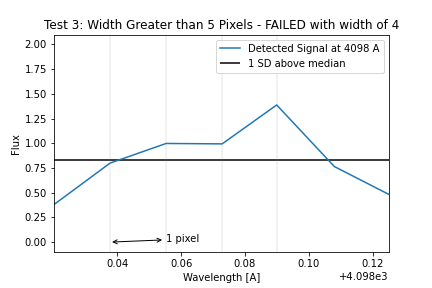 Test 3: Width Greater than 5 Pixels - FAILED with width of 4
Detected Signal at 4098 A
1 SD above median
2.00
1.75
1.50
1.25
1.00
0.75
0.50
0.25
0.00
Flux
1 pixel
0.04
0.06
0.08
0.10
0.12
Wavelength [A]
+4.098e3